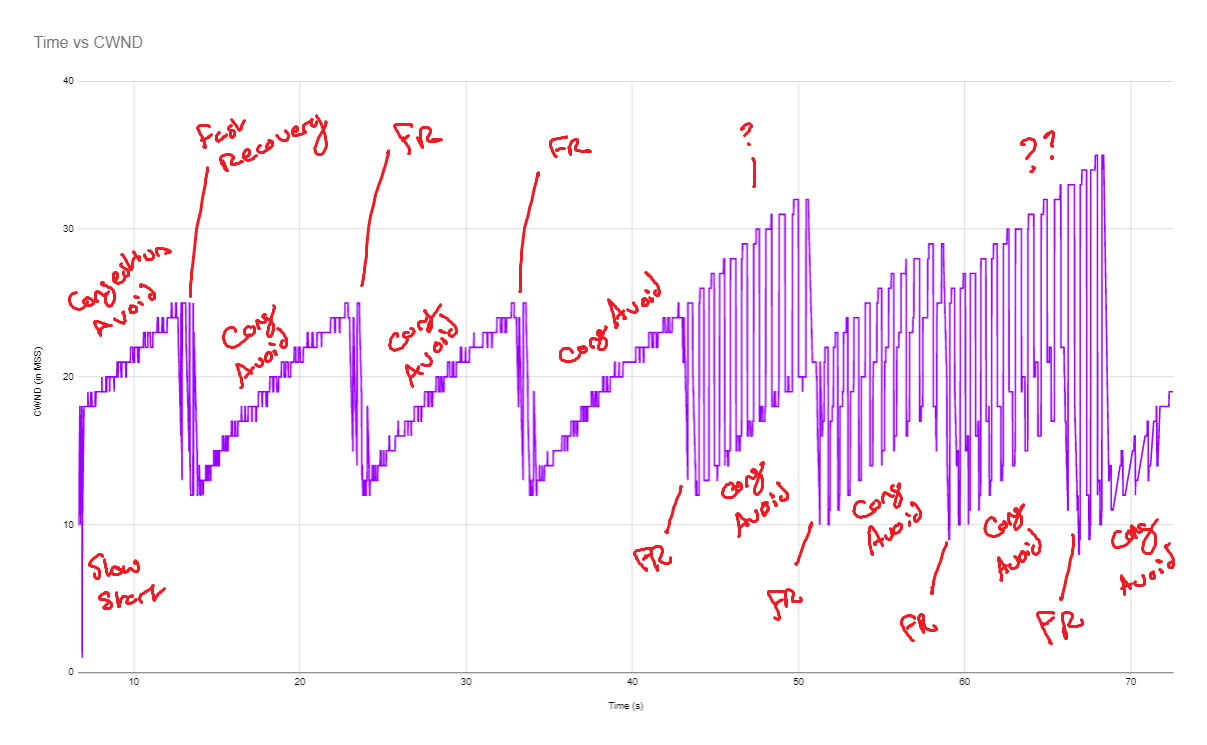 Time vs CWND
40
Fast
Recovery
FR
FR
?
??
30
Congestion
Avoid
Cong
Avoid
Cong
Avoid
Cong Avoid
CWND (in MSS)
20
Cong
Avoid
Cong
Avoid
Cong
Avoid
Cong
Avoid
10
Slow
Start
FR
FR
FR
FR
0
10
20
30
40
50
60
70
Time (s)